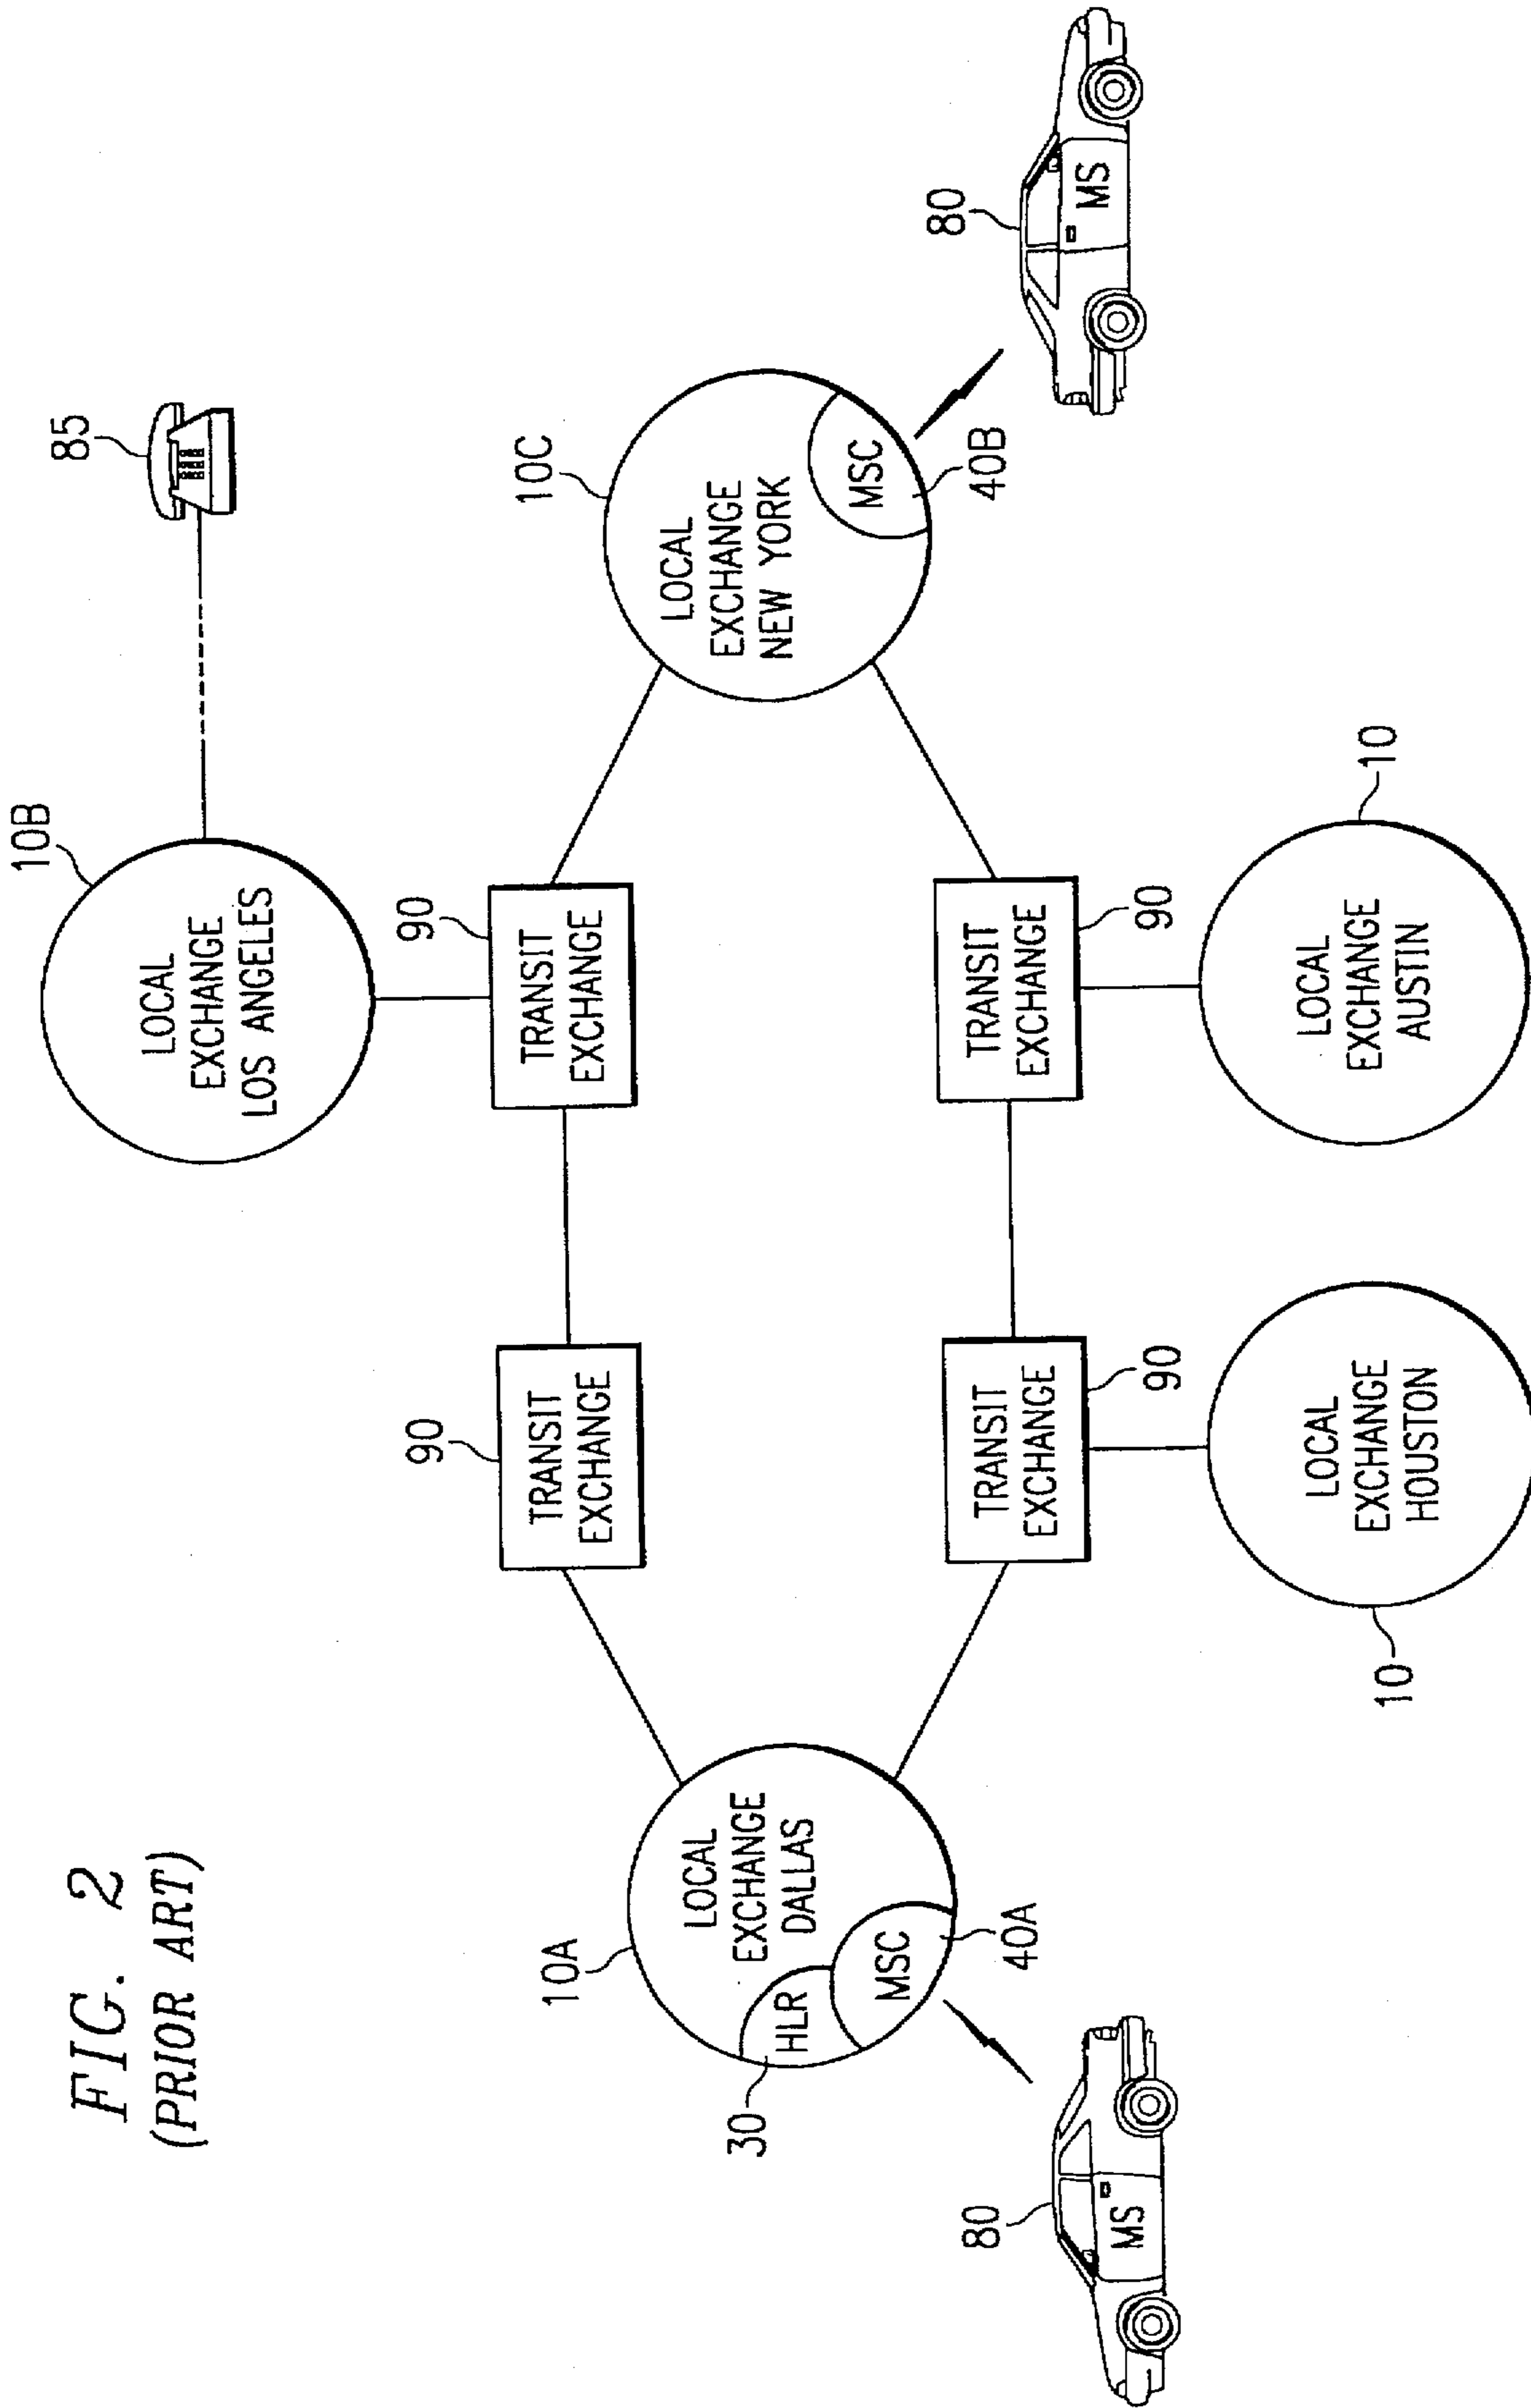 FIG. 2
(PRIOR ART)
10B
LOCAL
EXCHANGE
LOS ANGELES
85
90
TRANSIT
EXCHANGE
90
TRANSIT
EXCHANGE
10A
LOCAL
EXCHANGE
DALLAS
30
HLR
MSC
40A
10C
LOCAL
EXCHANGE
NEW YORK
MSC
40B
80
MS
80
MS
TRANSIT
EXCHANGE
90
TRANSIT
EXCHANGE
90
LOCAL
EXCHANGE
HOUSTON
10
LOCAL
EXCHANGE
AUSTIN
10